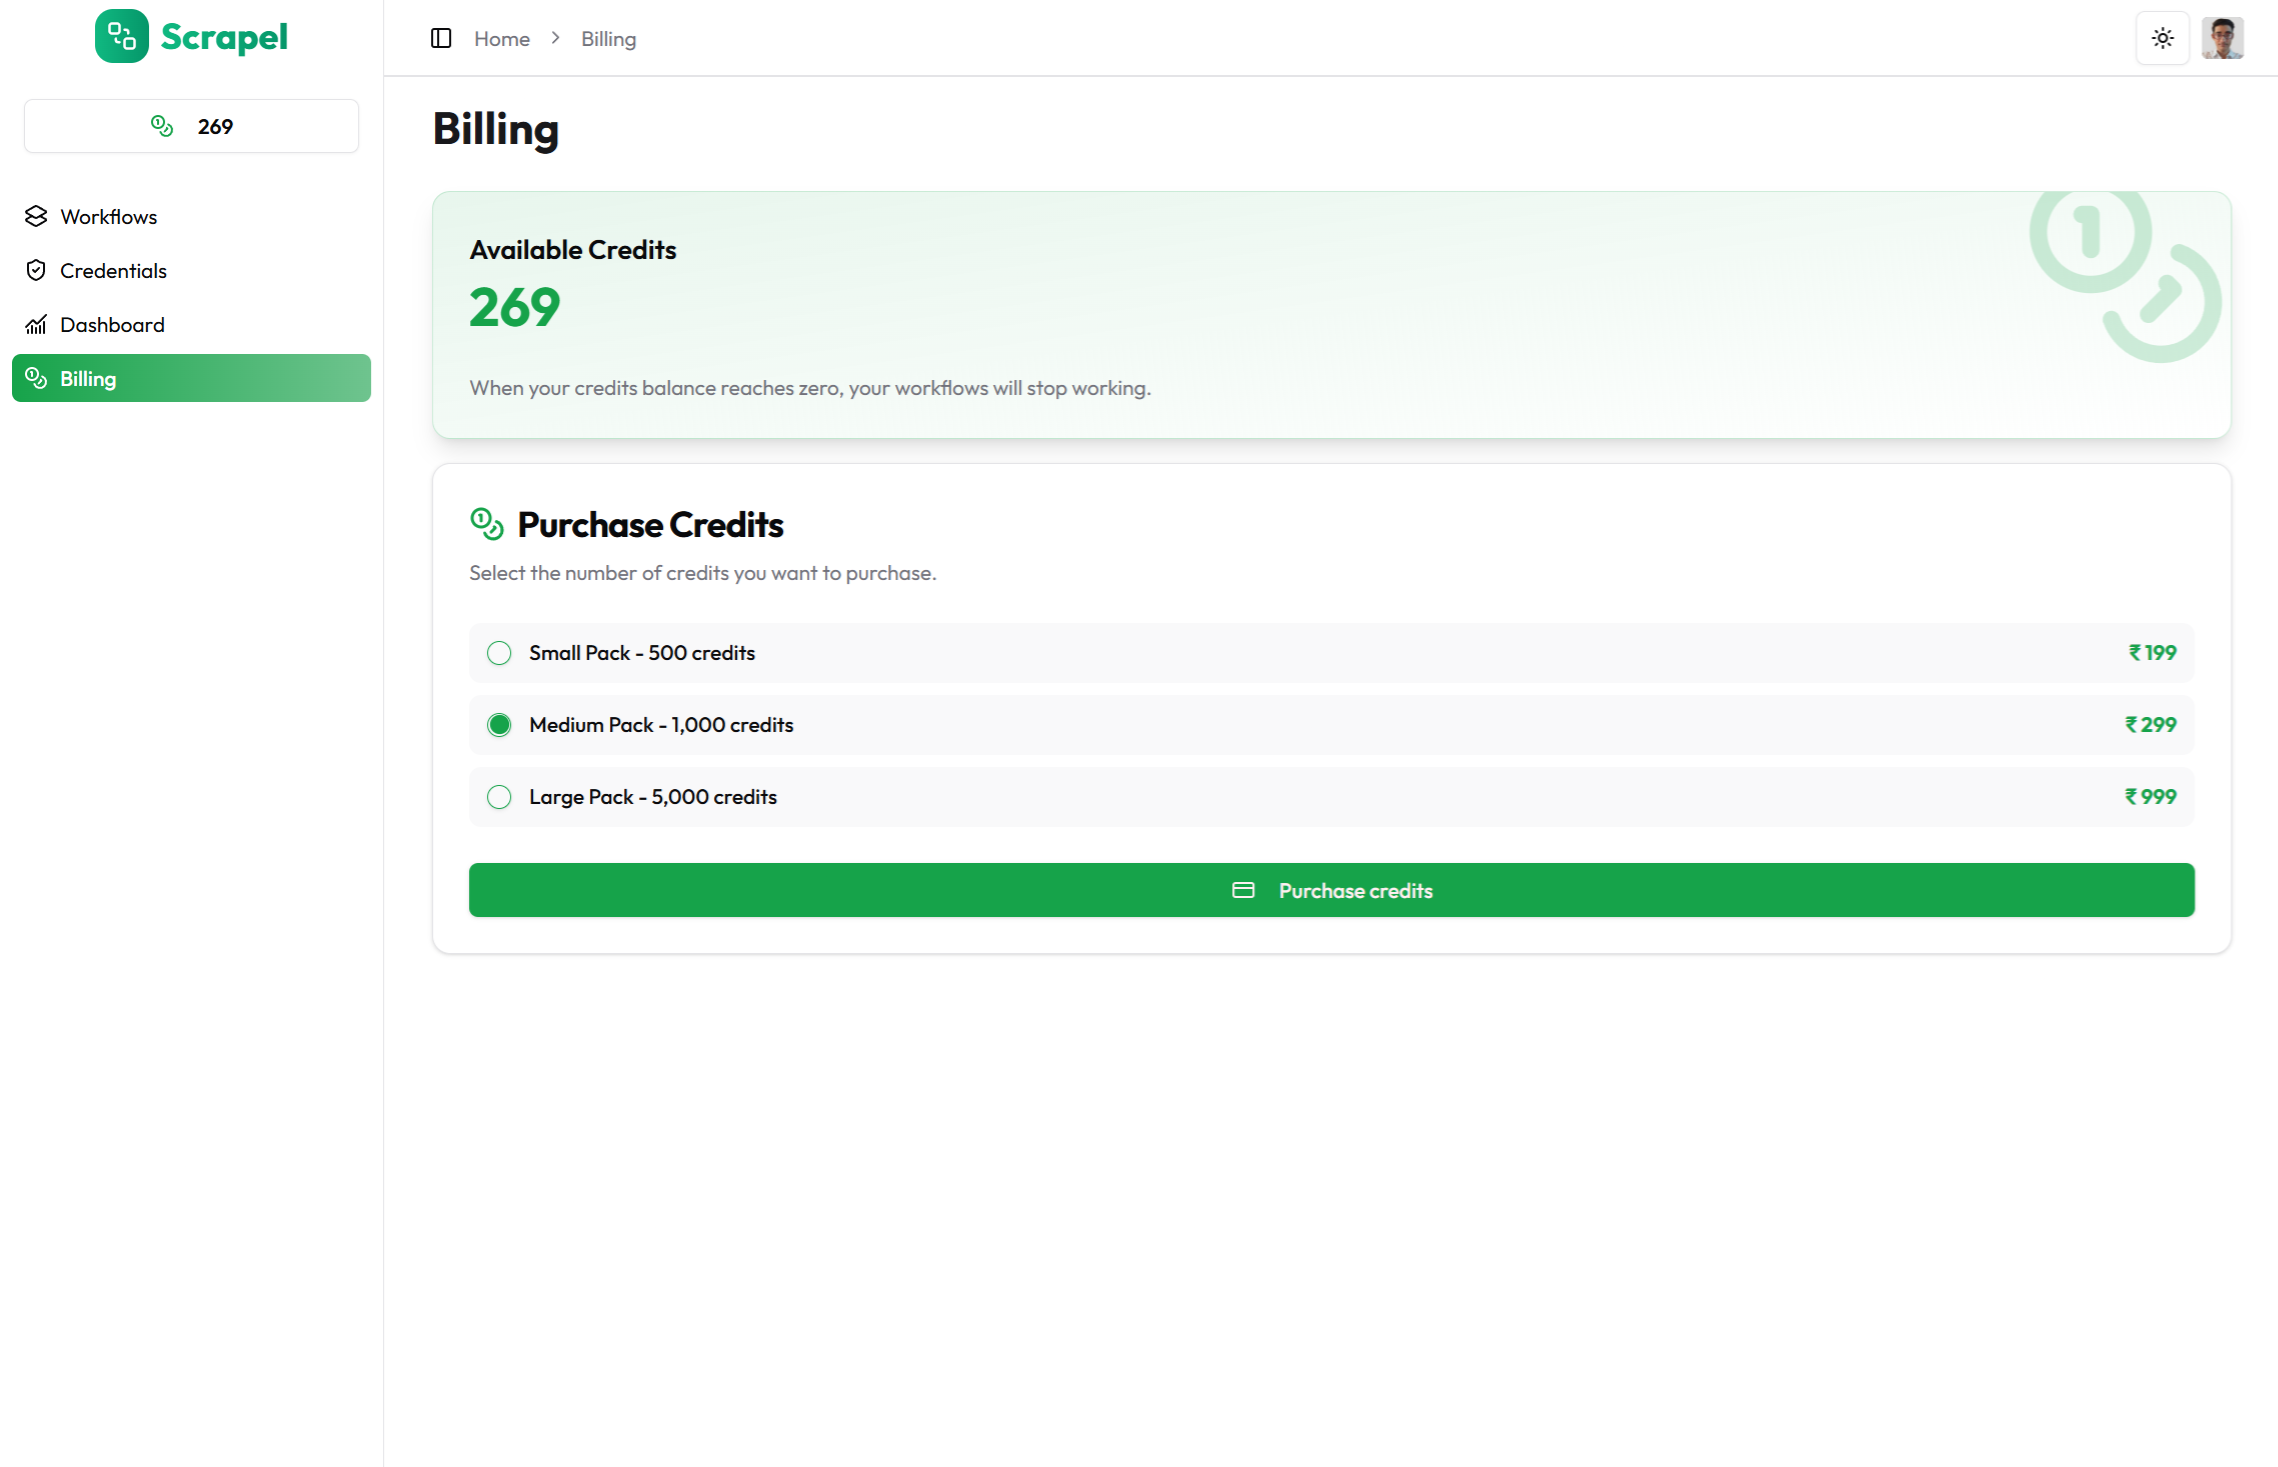 Scrapel
269
Workflows
Credentials
Dashboard
Billing
Home > Billing
Billing
Available Credits
269
When your credits balance reaches zero, your workflows will stop working.
Purchase Credits
Select the number of credits you want to purchase.
Small Pack - 500 credits ₹ 199
Medium Pack - 1,000 credits ₹ 299
Large Pack - 5,000 credits ₹ 999
Purchase credits